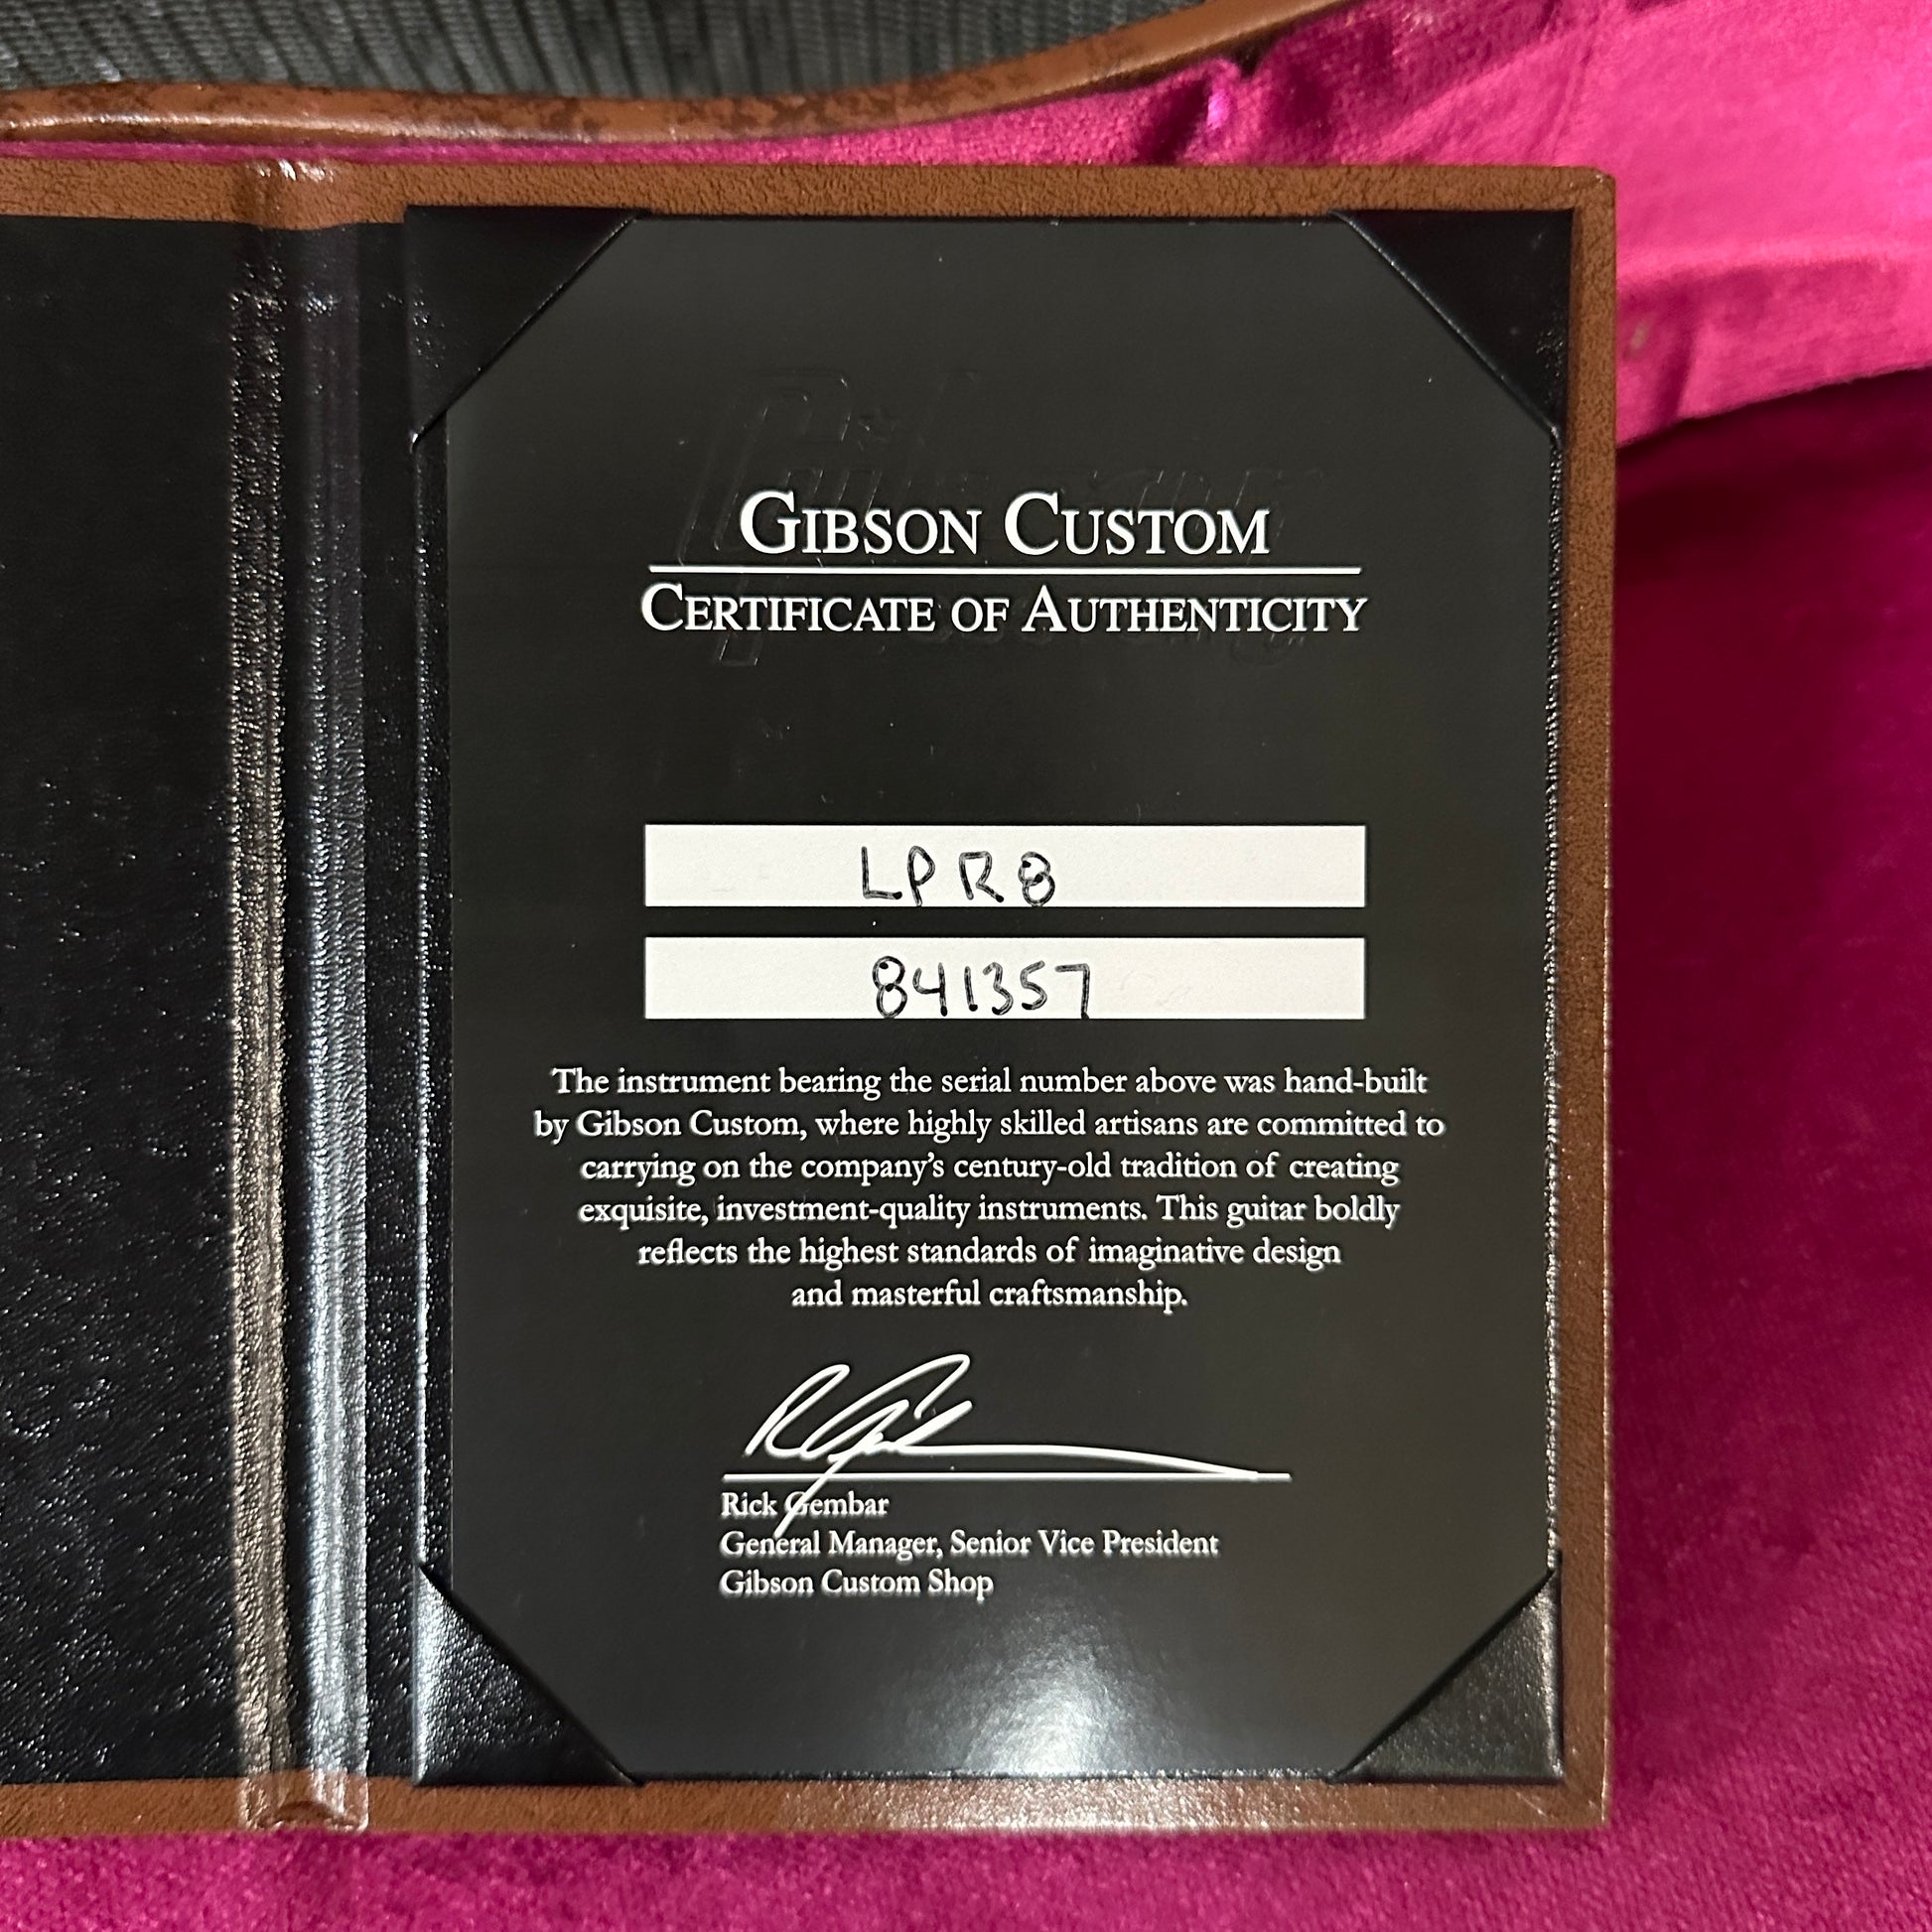 GIBSON CUSTOM
CERTIFICATE OF AUTHENTICITY
LPR8
841357
The instrument bearing the serial number above was hand-built
by Gibson Custom, where highly skilled artisans are committed to
carrying on the company's century-old tradition of creating
exquisite, investment-quality instruments. This guitar boldly
reflects the highest standards of imaginative design
and masterful craftsmanship.
Rick Gembar
General Manager, Senior Vice President
Gibson Custom Shop